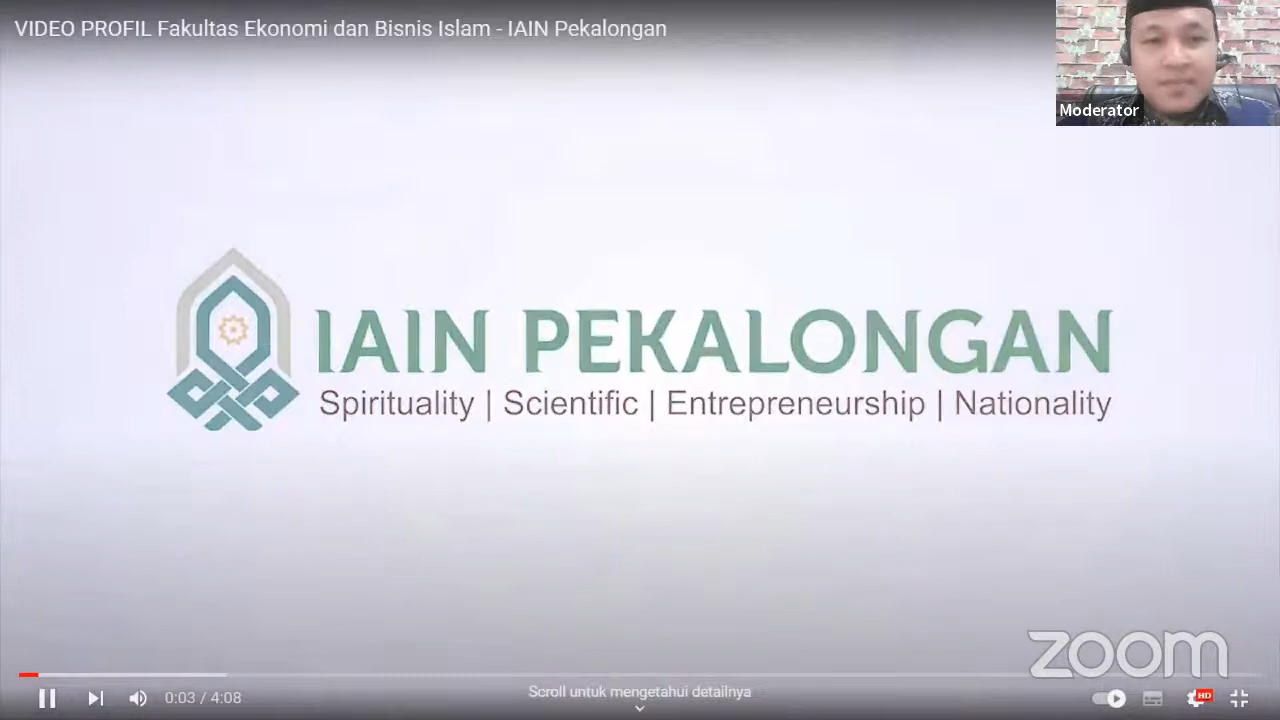 VIDEO PROFIL Fakultas Ekonomi dan Bisnis Islam - IAIN Pekalongan
Moderator
IAIN PEKALONGAN
Spirituality | Scientific | Entrepreneurship | Nationality
zoom
0:03 / 4:08
Scroll untuk mengetahui detailnya
HD